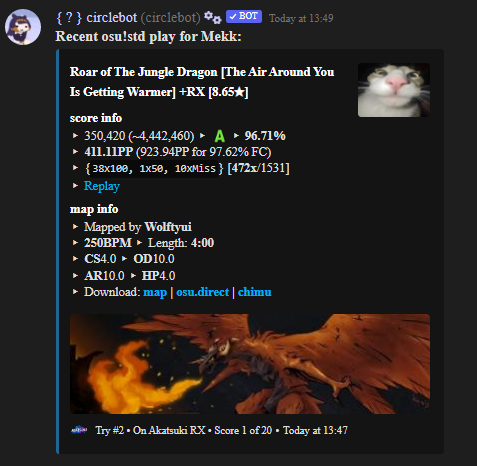 { ? } circlebot (circlebot) ✓ BOT Today at 13:49
Recent osu!std play for Mekk:
Roar of The Jungle Dragon [The Air Around You
Is Getting Warmer] +RX [8.65★]
score info
‣ 350,420 (~4,442,460) ‣ A ‣ 96.71%
‣ 411.11PP (923.94PP for 97.62% FC)
‣ {38x100, 1x50, 10xMiss} [472x/1531]
‣ Replay
map info
‣ Mapped by Wolftyui
‣ 250BPM ‣ Length: 4:00
‣ CS4.0 ‣ OD10.0
‣ AR10.0 ‣ HP4.0
‣ Download: map | osu.direct | chimu
Try #2 • On Akatsuki RX • Score 1 of 20 • Today at 13:47